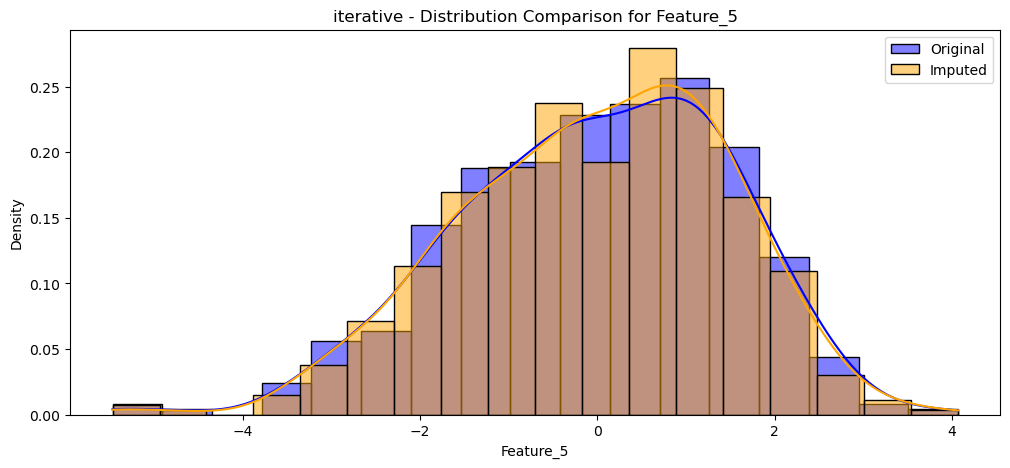 iterative - Distribution Comparison for Feature_5
Original
Imputed
Density
0.25
0.20
0.15
0.10
0.05
0.00
−4
−2
0
2
4
Feature_5